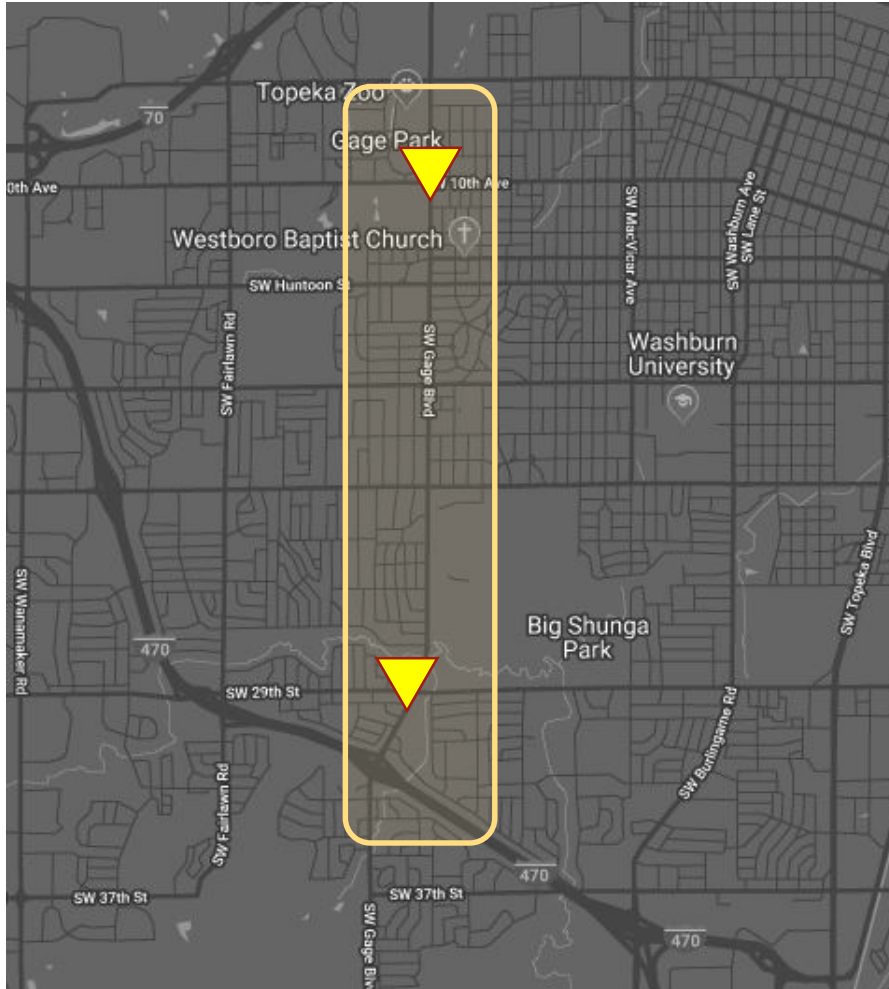 Topeka Zoo
70
Gage Park
0th Ave
W 10th Ave
SW MacVicar Ave
SW Washburn Ave
SW Lane St
Westboro Baptist Church
SW Huntoon St
SW Fairlawn Rd
SW Gage Blvd
Washburn
University
SW Wanamaker Rd
SW Topeka Blvd
470
Big Shunga
Park
SW 29th St
SW Burlingame Rd
SW Fairlawn Rd
470
SW 37th St
SW 37th St
SW Gage Blv
470